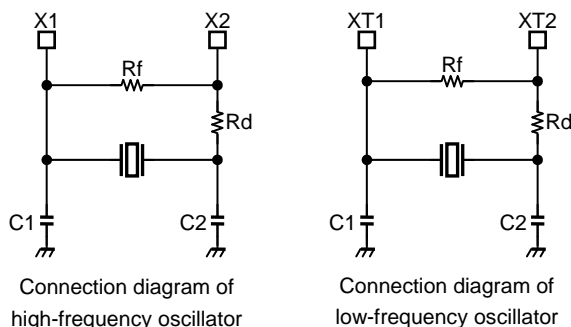 X1 X2
Rf
Rd
C1 C2
Connection diagram of
high-frequency oscillator
XT1 XT2
Rf
Rd
C1 C2
Connection diagram of
low-frequency oscillator